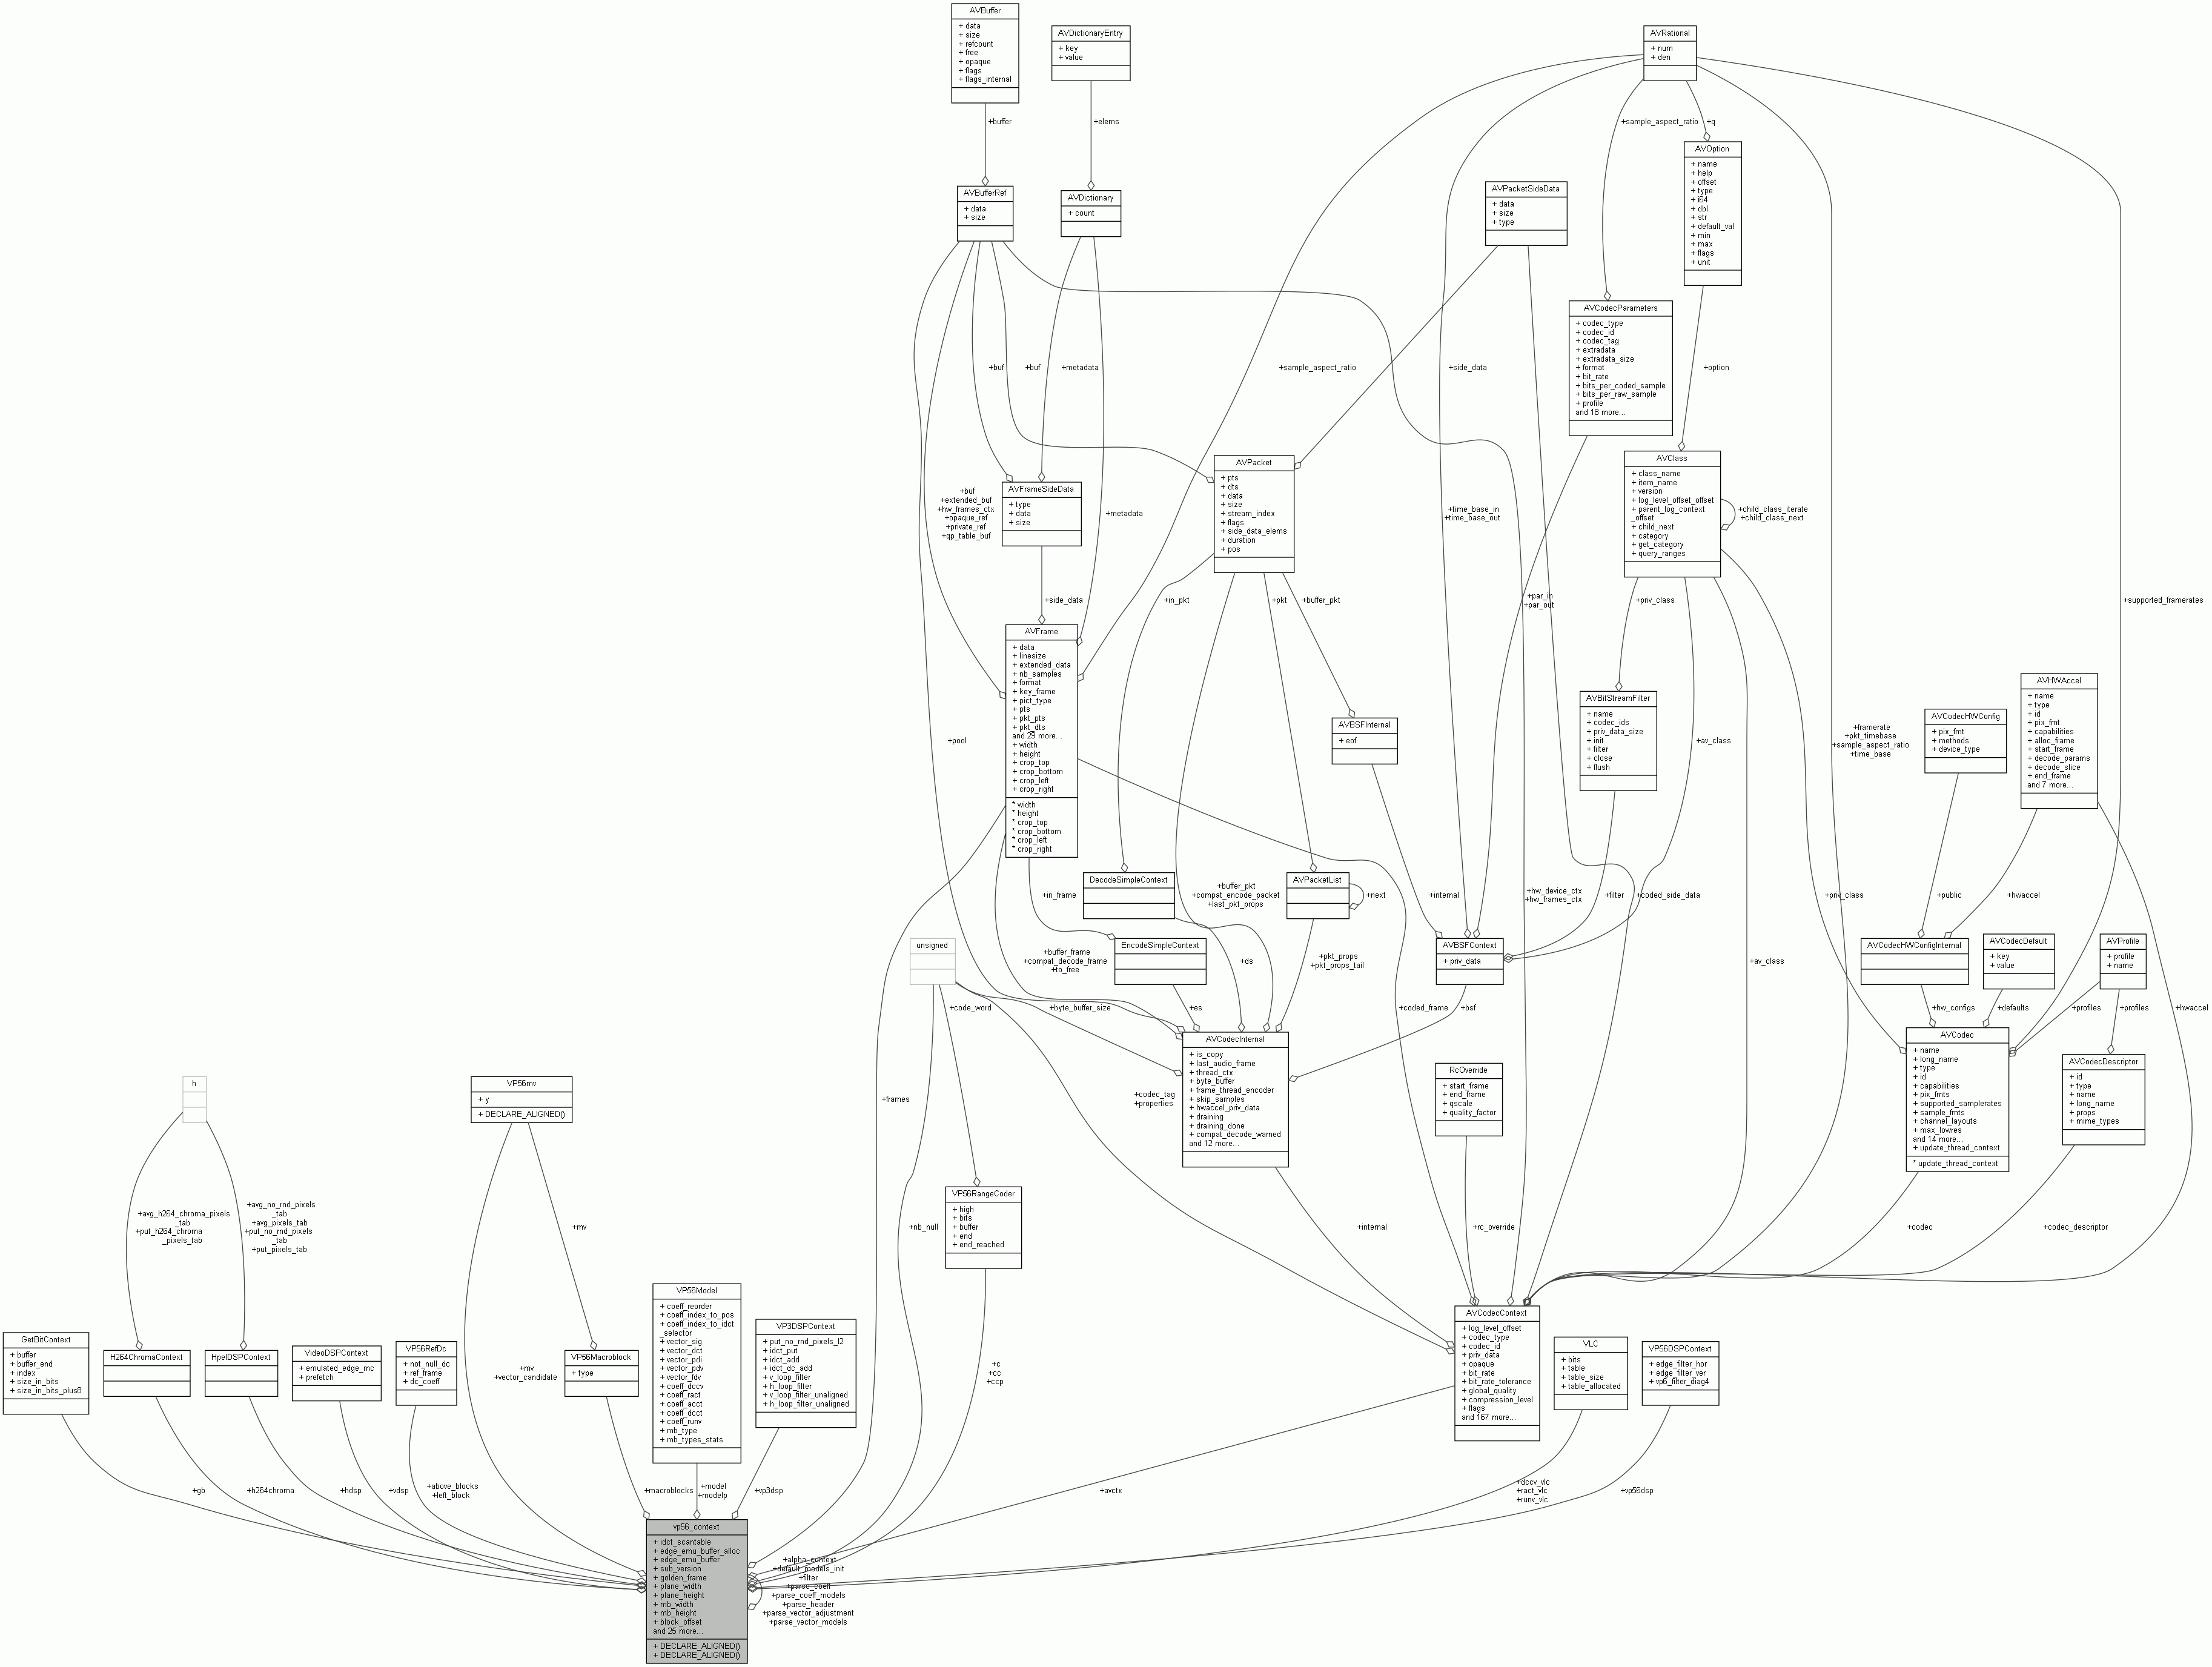 AVBuffer
+ data
+ size
+ refcount
+ free
+ opaque
+ flags
+ flags_internal
AVDictionaryEntry
+ key
+ value
AVRational
+ num
+ den
+buffer
+elems
+sample_aspect_ratio
+q
AVOption
+ name
+ help
+ offset
+ type
+ i64
+ dbl
+ str
+ default_val
+ min
+ max
+ flags
+ unit
AVBufferRef
+ data
+ size
AVDictionary
+ count
AVPacketSideData
+ data
+ size
+ type
AVCodecParameters
+ codec_type
+ codec_id
+ codec_tag
+ extradata
+ extradata_size
+ format
+ bit_rate
+ bits_per_coded_sample
+ bits_per_raw_sample
+ profile
and 18 more...
+buf
+buf
+metadata
+sample_aspect_ratio
+side_data
+option
AVClass
+ class_name
+ item_name
+ version
+ log_level_offset_offset
+ parent_log_context
_offset
+ child_next
+ category
+ get_category
+ query_ranges
+child_class_iterate
+child_class_next
AVPacket
+ pts
+ dts
+ data
+ size
+ stream_index
+ flags
+ side_data_elems
+ duration
+ pos
AVFrameSideData
+ type
+ data
+ size
+buf
+extended_buf
+hw_frames_ctx
+opaque_ref
+private_ref
+qp_table_buf
+metadata
+time_base_in
+time_base_out
+side_data
+in_pkt
+pkt
+buffer_pkt
+par_in
+par_out
+priv_class
+supported_framerates
AVFrame
+ data
+ linesize
+ extended_data
+ nb_samples
+ format
+ key_frame
+ pict_type
+ pts
+ pkt_pts
+ pkt_dts
and 29 more...
+ width
+ height
+ crop_top
+ crop_bottom
+ crop_left
+ crop_right
* width
* height
* crop_top
* crop_bottom
* crop_left
* crop_right
AVBSFInternal
+ eof
AVBitStreamFilter
+ name
+ codec_ids
+ priv_data_size
+ init
+ filter
+ close
+ flush
AVCodecHWConfig
+ pix_fmt
+ methods
+ device_type
AVHWAccel
+ name
+ type
+ id
+ pix_fmt
+ capabilities
+ alloc_frame
+ start_frame
+ decode_params
+ decode_slice
+ end_frame
and 7 more...
+pool
+av_class
+framerate
+pkt_timebase
+sample_aspect_ratio
+time_base
+in_frame
DecodeSimpleContext
+buffer_pkt
+compat_encode_packet
+last_pkt_props
AVPacketList
+next
+internal
+hw_device_ctx
+hw_frames_ctx
+filter
+coded_side_data
+priv_class
+public
+hwaccel
unsigned
+buffer_frame
+compat_decode_frame
+to_free
EncodeSimpleContext
+ds
+pkt_props
+pkt_props_tail
AVBSFContext
+ priv_data
+av_class
AVCodecHWConfigInternal
AVCodecDefault
+ key
+ value
AVProfile
+ profile
+ name
+code_word
+byte_buffer_size
+es
+coded_frame
+bsf
+hw_configs
+defaults
+profiles
+profiles
+hwaccel
AVCodecInternal
+ is_copy
+ last_audio_frame
+ thread_ctx
+ byte_buffer
+ frame_thread_encoder
+ skip_samples
+ hwaccel_priv_data
+ draining
+ draining_done
+ compat_decode_warned
and 12 more...
AVCodec
+ name
+ long_name
+ type
+ id
+ capabilities
+ pix_fmts
+ supported_samplerates
+ sample_fmts
+ channel_layouts
+ max_lowres
and 14 more...
+ update_thread_context
* update_thread_context
AVCodecDescriptor
+ id
+ type
+ name
+ long_name
+ props
+ mime_types
RcOverride
+ start_frame
+ end_frame
+ qscale
+ quality_factor
h
VP56mv
+ y
+ DECLARE_ALIGNED()
+frames
+codec_tag
+properties
+avg_h264_chroma_pixels
_tab
+put_h264_chroma
_pixels_tab
+avg_no_rnd_pixels
_tab
+avg_pixels_tab
+put_no_rnd_pixels
_tab
+put_pixels_tab
+mv
+nb_null
VP56RangeCoder
+ high
+ bits
+ buffer
+ end
+ end_reached
+internal
+rc_override
+codec
+codec_descriptor
GetBitContext
+ buffer
+ buffer_end
+ index
+ size_in_bits
+ size_in_bits_plus8
H264ChromaContext
HpelDSPContext
VideoDSPContext
+ emulated_edge_mc
+ prefetch
VP56RefDc
+ not_null_dc
+ ref_frame
+ dc_coeff
+mv
+vector_candidate
VP56Macroblock
+ type
VP56Model
+ coeff_reorder
+ coeff_index_to_pos
+ coeff_index_to_idct
_selector
+ vector_sig
+ vector_dct
+ vector_pdi
+ vector_pdv
+ vector_fdv
+ coeff_dccv
+ coeff_ract
+ coeff_acct
+ coeff_dcct
+ coeff_runv
+ mb_type
+ mb_types_stats
VP3DSPContext
+ put_no_rnd_pixels_l2
+ idct_put
+ idct_add
+ idct_dc_add
+ v_loop_filter
+ h_loop_filter
+ v_loop_filter_unaligned
+ h_loop_filter_unaligned
+c
+cc
+ccp
AVCodecContext
+ log_level_offset
+ codec_type
+ codec_id
+ priv_data
+ opaque
+ bit_rate
+ bit_rate_tolerance
+ global_quality
+ compression_level
+ flags
and 167 more...
VLC
+ bits
+ table
+ table_size
+ table_allocated
VP56DSPContext
+ edge_filter_hor
+ edge_filter_ver
+ vp6_filter_diag4
+gb
+h264chroma
+hdsp
+vdsp
+above_blocks
+left_block
+macroblocks
+model
+modelp
+vp3dsp
+avctx
+dccv_vlc
+ract_vlc
+runv_vlc
+vp56dsp
vp56_context
+ idct_scantable
+ edge_emu_buffer_alloc
+ edge_emu_buffer
+ sub_version
+ golden_frame
+ plane_width
+ plane_height
+ mb_width
+ mb_height
+ block_offset
and 25 more...
+ DECLARE_ALIGNED()
+ DECLARE_ALIGNED()
+alpha_context
+default_models_init
+filter
+parse_coeff
+parse_coeff_models
+parse_header
+parse_vector_adjustment
+parse_vector_models